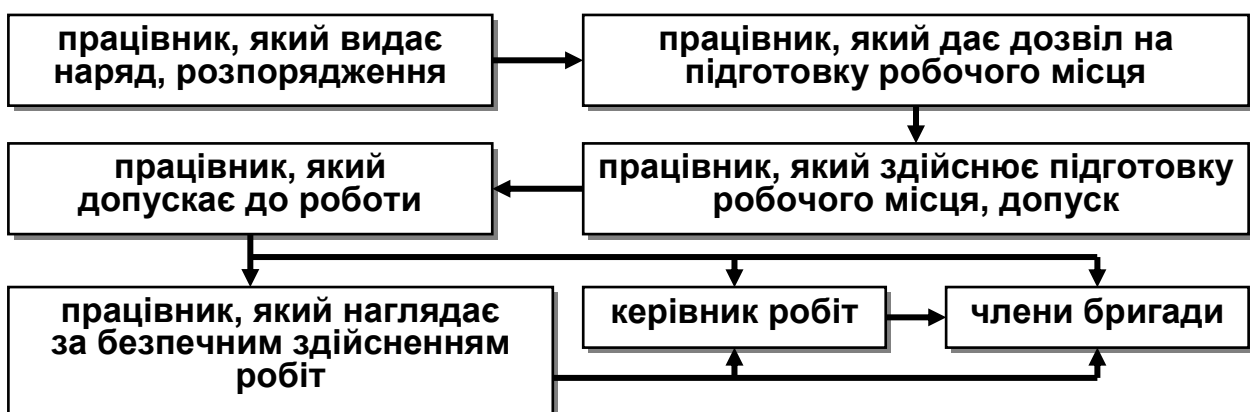 працівник, який видає
наряд, розпорядження
працівник, який дає дозвіл на
підготовку робочого місця
працівник, який
допускає до роботи
працівник, який здійснює підготовку
робочого місця, допуск
працівник, який наглядає
за безпечним здійсненням
робіт
керівник робіт
члени бригади